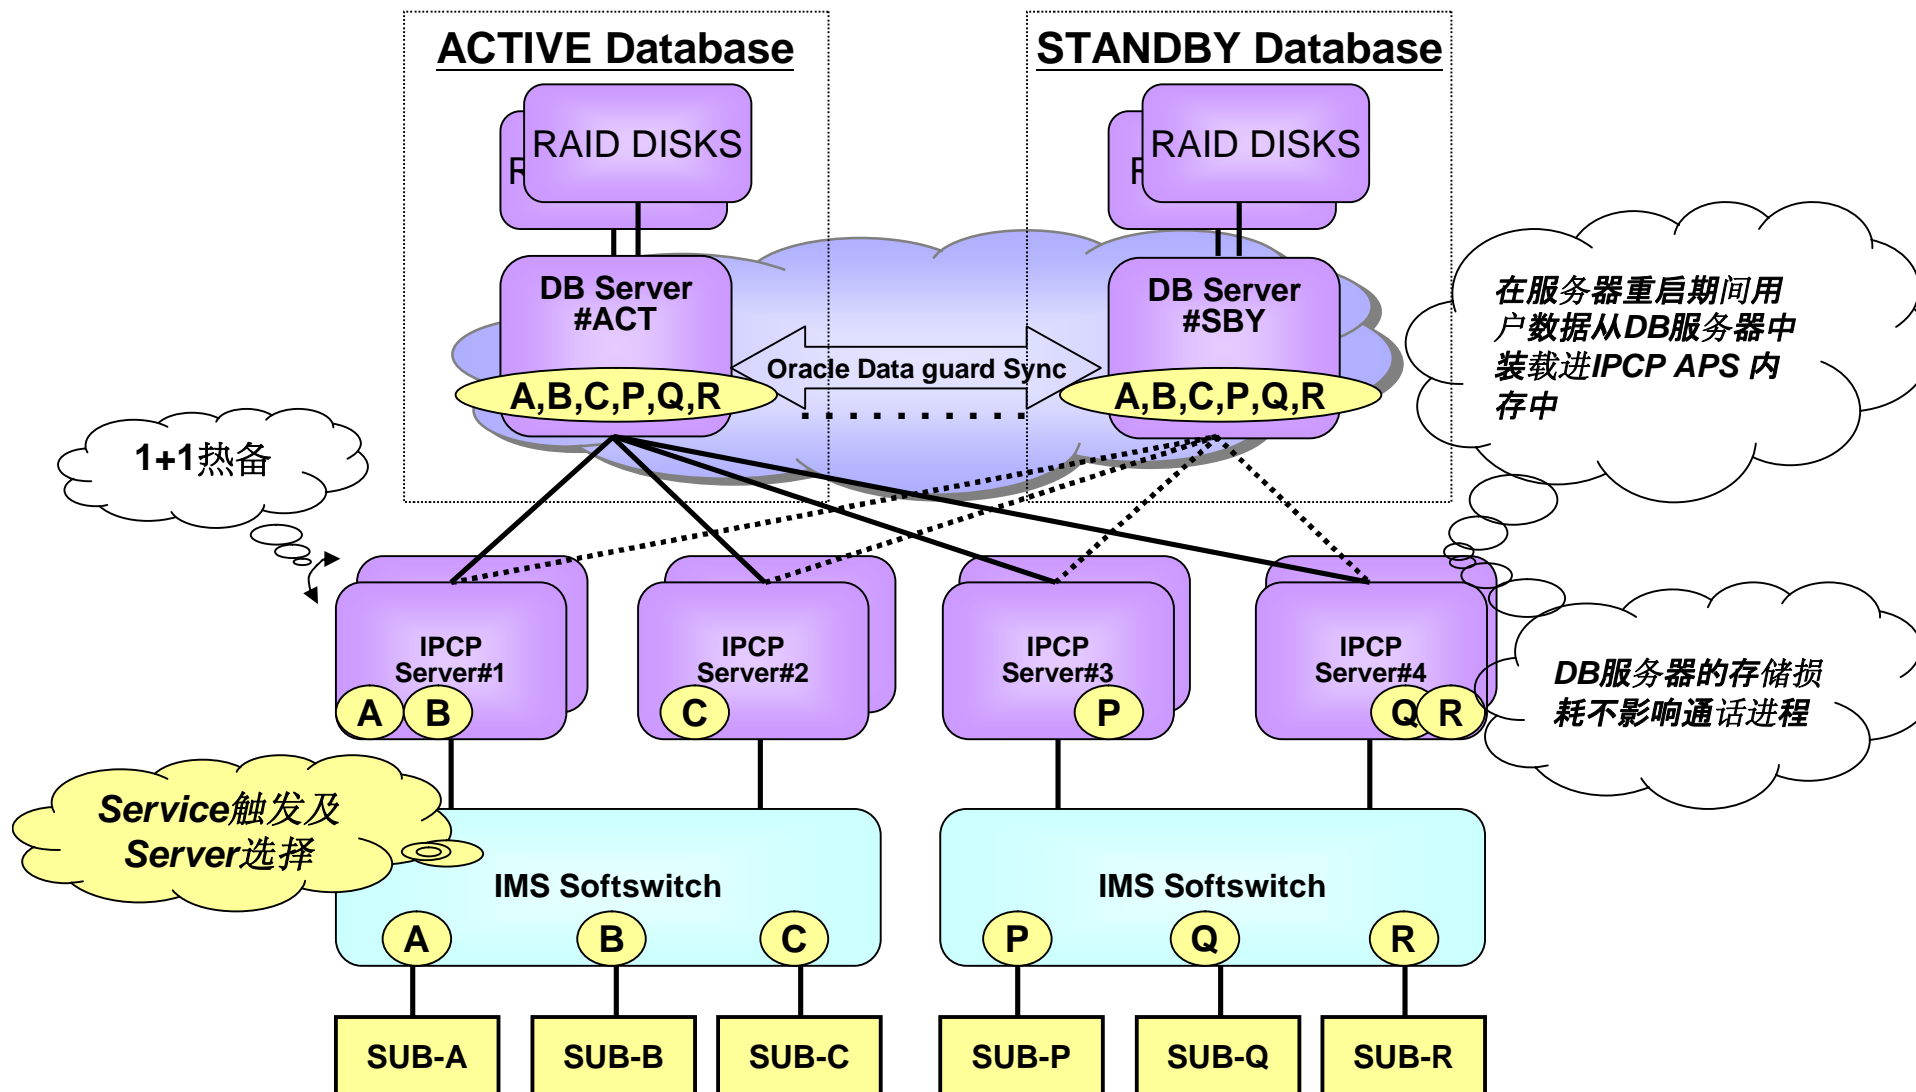 ACTIVE Database
STANDBY Database
RAID DISKS
R
RAID DISKS
R
DB Server
#ACT
DB Server
#SBY
Oracle Data guard Sync
A,B,C,P,Q,R
A,B,C,P,Q,R
在服务器重启期间用
户数据从DB服务器中
装载进IPCP APS 内
存中
1+1热备
IPCP
Server#1
IPCP
Server#2
IPCP
Server#3
IPCP
Server#4
A
B
C
P
Q
R
DB服务器的存储损
耗不影响通话进程
Service触发及
Server选择
IMS Softswitch
IMS Softswitch
A
B
C
P
Q
R
SUB-A
SUB-B
SUB-C
SUB-P
SUB-Q
SUB-R